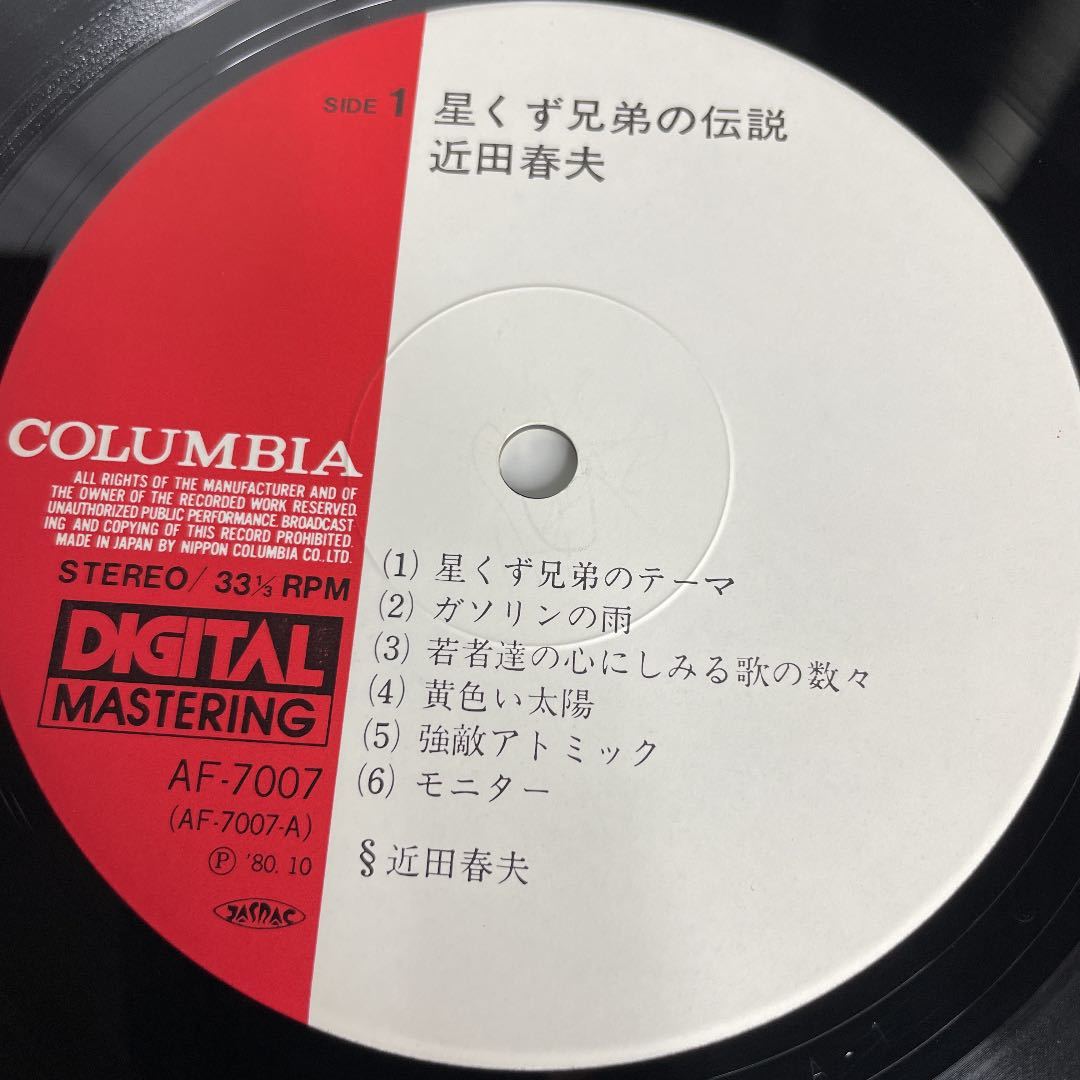 SIDE 1
星くず兄弟の伝説
近田春夫
COLUMBIA
ALL RIGHTS OF THE MANUFACTURER AND OF
THE OWNER OF THE RECORDED WORK RESERVED.
UNAUTHORIZED PUBLIC PERFORMANCE. BROADCAST
ING AND COPYING OF THIS RECORD PROHIBITED.
MADE IN JAPAN BY NIPPON COLUMBIA CO., LTD.
STEREO/ 33⅓ RPM
DIGITAL
MASTERING
AF-7007
(AF-7007-A)
Ⓟ '80. 10
JASRAC
(1) 星くず兄弟のテーマ
(2) ガソリンの雨
(3) 若者達の心にしみる歌の数々
(4) 黄色い太陽
(5) 強敵アトミック
(6) モニター
§近田春夫